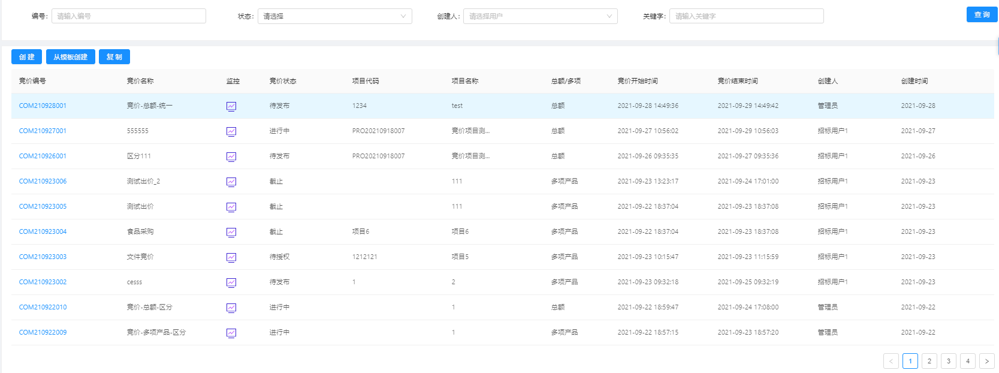 编号: 请输入编号 状态: 请选择 创建人: 请选择用户 关键字: 请输入关键字 查 询
创 建 从模板创建 复 制
竞价编号 竞价名称 监控 竞价状态 项目代码 项目名称 总额/多项 竞价开始时间 竞价结束时间 创建人 创建时间
COM210928001 竞价-总额-统一 待发布 1234 test 总额 2021-09-28 14:49:36 2021-09-29 14:49:42 管理员 2021-09-28
COM210927001 555555 进行中 PRO20210918007 竞价项目测... 总额 2021-09-27 10:56:02 2021-09-29 10:56:03 招标用户1 2021-09-27
COM210926001 区分111 待发布 PRO20210918007 竞价项目测... 总额 2021-09-26 09:35:35 2021-09-27 09:35:36 招标用户1 2021-09-26
COM210923006 测试出价_2 截止 111 多项产品 2021-09-23 13:23:17 2021-09-24 17:01:00 招标用户1 2021-09-23
COM210923005 测试出价 截止 111 多项产品 2021-09-22 18:37:04 2021-09-23 18:37:08 招标用户1 2021-09-23
COM210923004 食品采购 截止 项目6 项目6 多项产品 2021-09-22 18:37:04 2021-09-23 18:37:08 招标用户1 2021-09-23
COM210923003 文件竞价 待授权 1212121 项目5 多项产品 2021-09-23 10:15:47 2021-09-23 11:15:59 招标用户1 2021-09-23
COM210923002 cesss 待发布 1 2 多项产品 2021-09-23 09:32:18 2021-09-25 09:32:19 招标用户1 2021-09-23
COM210922010 竞价-总额-区分 进行中 1 总额 2021-09-22 18:59:47 2021-09-24 17:08:00 管理员 2021-09-22
COM210922009 竞价-多项产品-区分 进行中 1 多项产品 2021-09-22 18:57:15 2021-09-23 18:57:20 管理员 2021-09-22
< 1 2 3 4 >